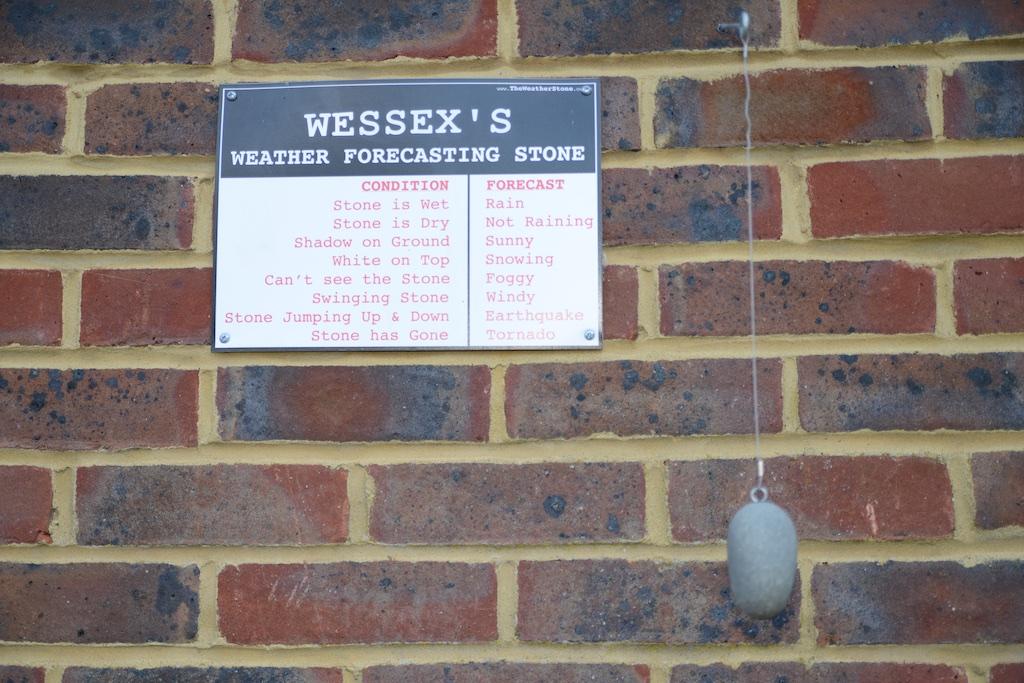 www.TheWeatherStone.co
WESSEX'S
WEATHER FORECASTING STONE
CONDITION FORECAST
Stone is Wet Rain
Stone is Dry Not Raining
Shadow on Ground Sunny
White on Top Snowing
Can't see the Stone Foggy
Swinging Stone Windy
Stone Jumping Up & Down Earthquake
Stone has Gone Tornado